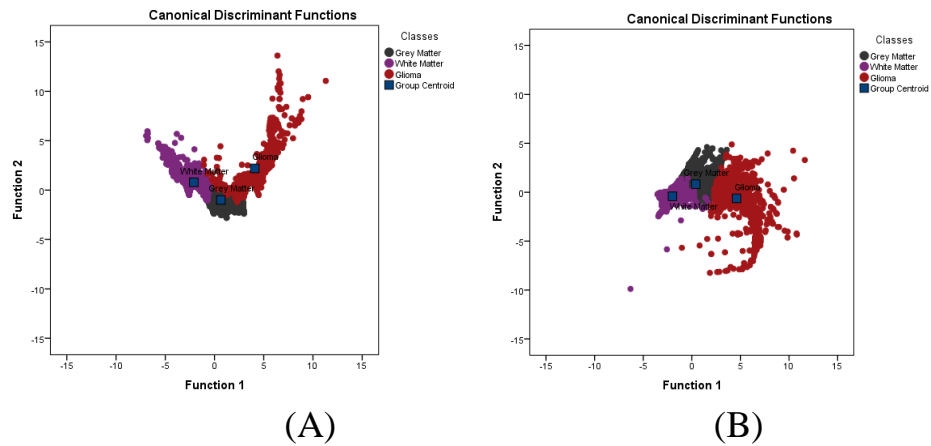 Canonical Discriminant Functions
Classes
Grey Matter
White Matter
Glioma
Group Centroid
Function 2
15
10
5
0
-5
-10
-15
Glioma
White Matter
Grey Matter
-15 -10 -5 0 5 10 15
Function 1
(A)
Canonical Discriminant Functions
Classes
Grey Matter
White Matter
Glioma
Group Centroid
Function 2
15
10
5
0
-5
-10
-15
Grey Matter
Glioma
White Matter
-15 -10 -5 0 5 10 15
Function 1
(B)